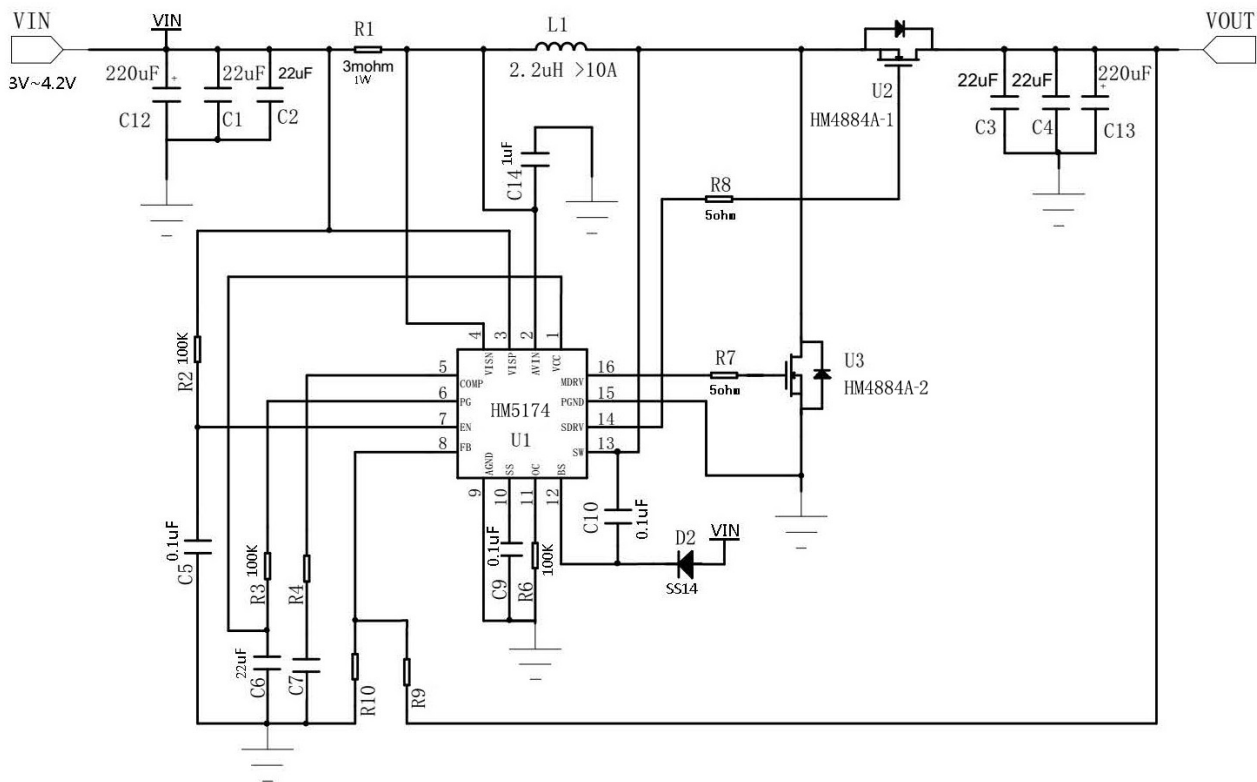 VIN
VIN
R1
L1
VOUT
3V~4.2V
220uF
+
22uF
22uF
3mohm
1W
2.2uH >10A
C12
C1
C2
U2
HM4884A-1
22uF
22uF
220uF
+
C3
C4
C13
1uF
C14
R8
5ohm
R2
100K
4
3
2
1
VISN
VISP
AVIN
VCC
5
COMP
6
PG
7
EN
8
FB
HM5174
U1
MDRV
16
PGND
15
SDRV
14
SW
13
R7
5ohm
U3
HM4884A-2
AGND
SS
OC
BS
9
10
11
12
C5
0.1uF
R3
100K
R4
C9
0.1uF
R6
100K
C10
0.1uF
D2
SS14
VIN
22uF
C6
C7
R10
R9